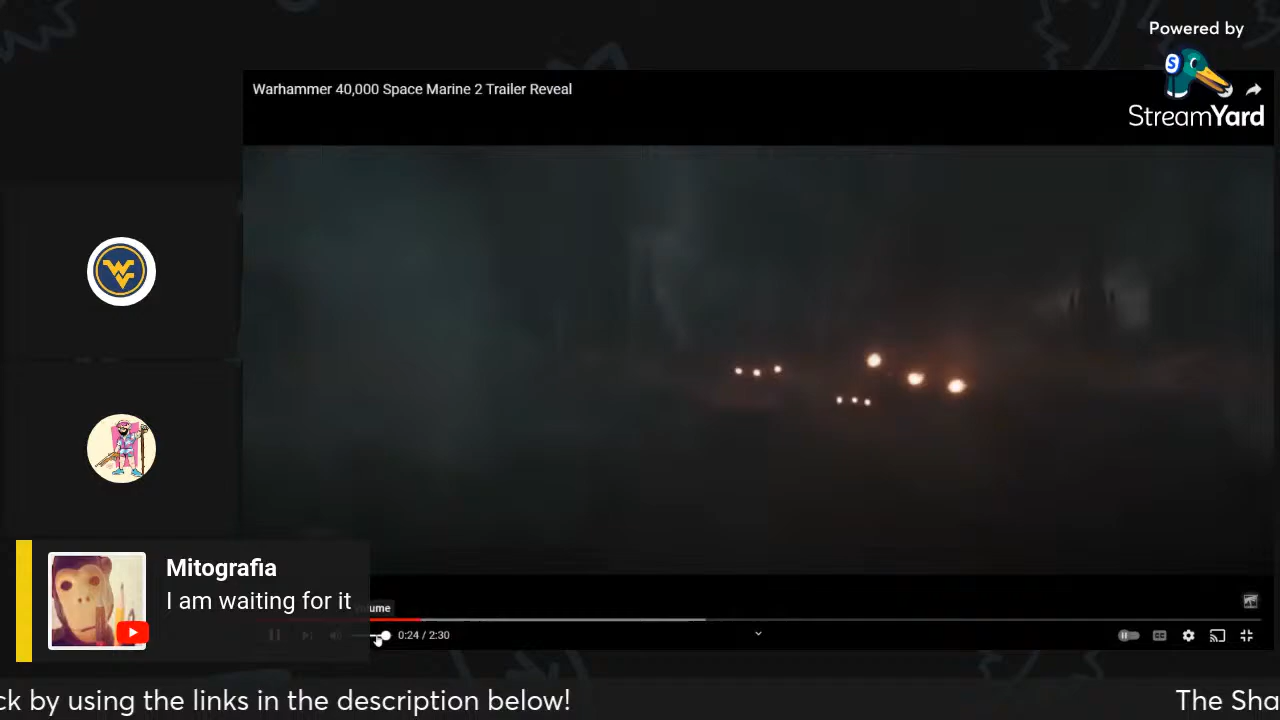 Powered by
StreamYard
Warhammer 40,000 Space Marine 2 Trailer Reveal
Mitografia
I am waiting for it
0:24 / 2:30
ck by using the links in the description below!
The Sha